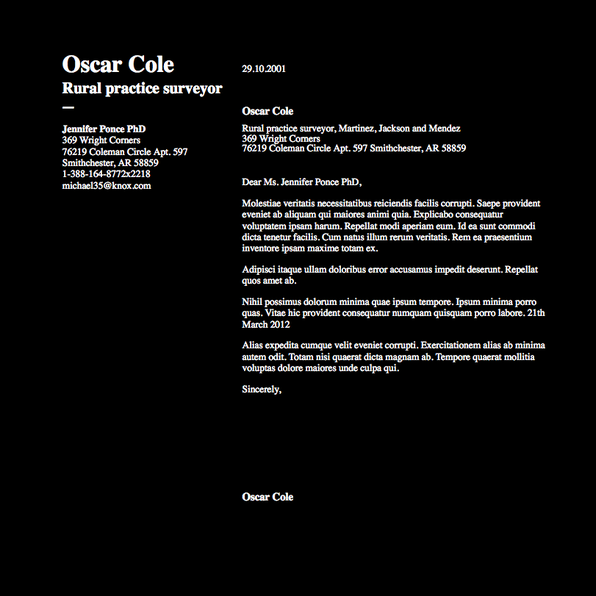 Oscar Cole
Rural practice surveyor
—
Jennifer Ponce PhD
369 Wright Corners
76219 Coleman Circle Apt. 597
Smithchester, AR 58859
1-388-164-8772x2218
michael35@knox.com
29.10.2001
Oscar Cole
Rural practice surveyor, Martinez, Jackson and Mendez
369 Wright Corners
76219 Coleman Circle Apt. 597 Smithchester, AR 58859
Dear Ms. Jennifer Ponce PhD,
Molestiae veritatis necessitatibus reiciendis facilis corrupti. Saepe provident
eveniet ab aliquam qui maiores animi quia. Explicabo consequatur
voluptatem ipsam harum. Repellat modi aperiam eum. Id ea sunt commodi
dicta tenetur facilis. Cum natus illum rerum veritatis. Rem ea praesentium
inventore ipsam maxime totam ex.
Adipisci itaque ullam doloribus error accusamus impedit deserunt. Repellat
quos amet ab.
Nihil possimus dolorum minima quae ipsum tempore. Ipsum minima porro
quas. Vitae hic provident consequatur numquam quisquam porro labore. 21th
March 2012
Alias expedita cumque velit eveniet corrupti. Exercitationem alias ab minima
autem odit. Totam nisi quaerat dicta magnam ab. Tempore quaerat mollitia
voluptas dolore maiores unde culpa qui.
Sincerely,
Oscar Cole